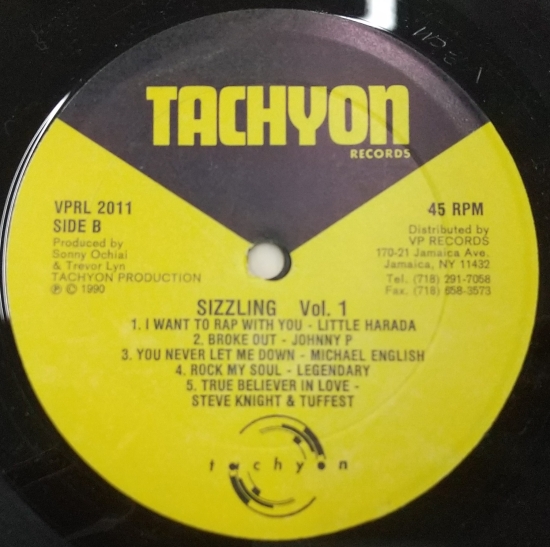 TACHYON
RECORDS
VPRL 2011
SIDE B
Produced by
Sonny Ochiai
& Trevor Lyn
TACHYON PRODUCTION
℗ © 1990
45 RPM
Distributed by
VP RECORDS
170-21 Jamaica Ave.
Jamaica, NY 11432
Tel. (718) 291-7058
Fax. (718) 658-3573
SIZZLING Vol. 1
1. I WANT TO RAP WITH YOU - LITTLE HARADA
2. BROKE OUT - JOHNNY P
3. YOU NEVER LET ME DOWN - MICHAEL ENGLISH
4. ROCK MY SOUL - LEGENDARY
5. TRUE BELIEVER IN LOVE -
STEVE KNIGHT & TUFFEST
tachyon